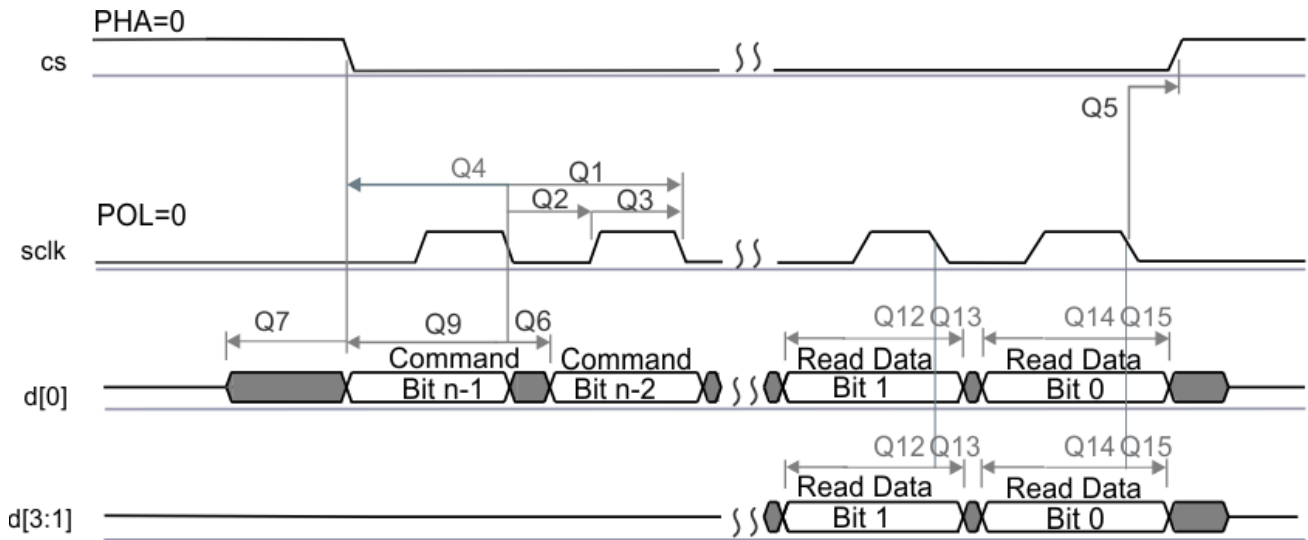 PHA=0
cs
Q5
Q4 Q1
Q2 Q3
POL=0
sclk
Q7 Q9 Q6 Q12 Q13 Q14 Q15
Command Command Read Data Read Data
d[0] Bit n-1 Bit n-2 Bit 1 Bit 0
Q12 Q13 Q14 Q15
Read Data Read Data
d[3:1] Bit 1 Bit 0